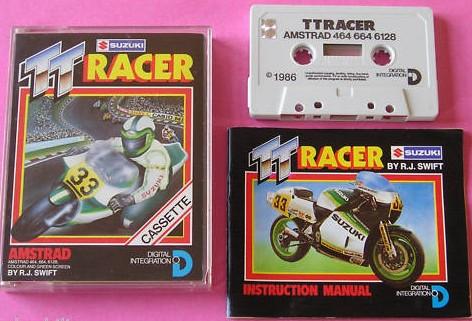 SUZUKI
TT RACER
33
SUZUKI
CASSETTE
AMSTRAD
AMSTRAD 464, 664, 6128,
COLOUR AND GREEN SCREEN
BY R.J. SWIFT
DIGITAL
INTEGRATION
TT RACER
AMSTRAD 464 664 6128
© 1986
DIGITAL
INTEGRATION
TT RACER
SUZUKI
BY R.J. SWIFT
33
SUZUKI
INSTRUCTION MANUAL
DIGITAL
INTEGRATION